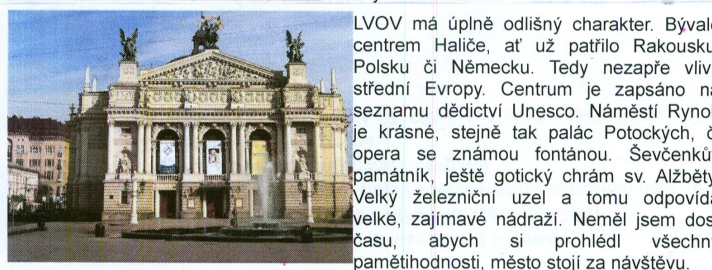 LVOV má úplně odlišný charakter. Bývalo
centrem Haliče, ať už patřilo Rakousku,
Polsku či Německu. Tedy nezapře vliv
střední Evropy. Centrum je zapsáno na
seznamu dědictví Unesco. Náměstí Rynok
je krásné, stejně tak palác Potockých, č
opera se známou fontánou. Ševčenkův
památník, ještě gotický chrám sv. Alžběty.
Velký železniční uzel a tomu odpovídá
velké, zajímavé nádraží. Neměl jsem dost
času, abych si prohlédl všechny
pamětihodnosti, město stojí za návštěvu.